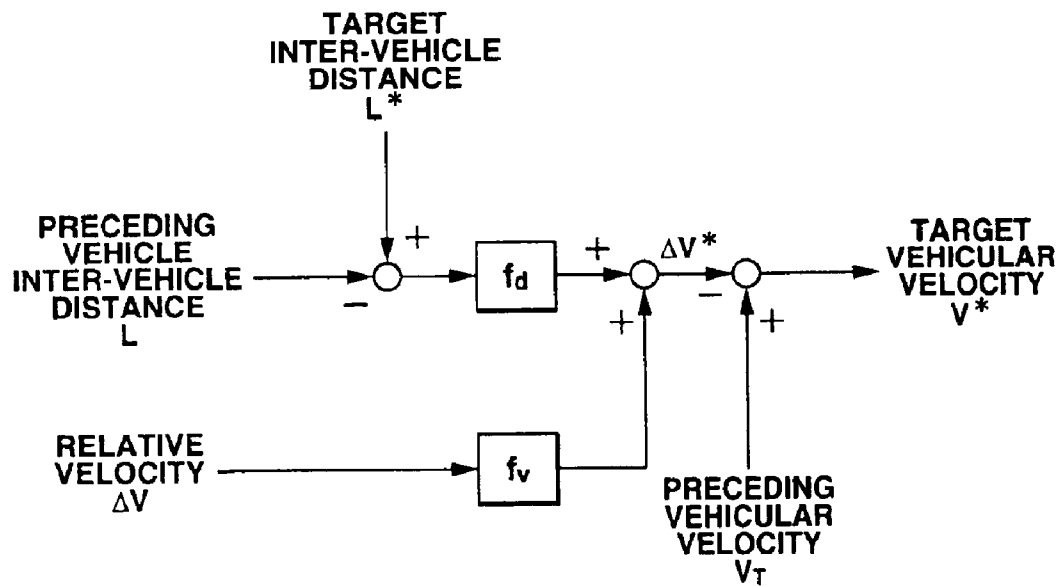 TARGET
INTER-VEHICLE
DISTANCE
L*
PRECEDING
VEHICLE
INTER-VEHICLE
DISTANCE
L
+
−
fd
+
ΔV*
+
−
+
TARGET
VEHICULAR
VELOCITY
V*
RELATIVE
VELOCITY
ΔV
fv
PRECEDING
VEHICULAR
VELOCITY
VT